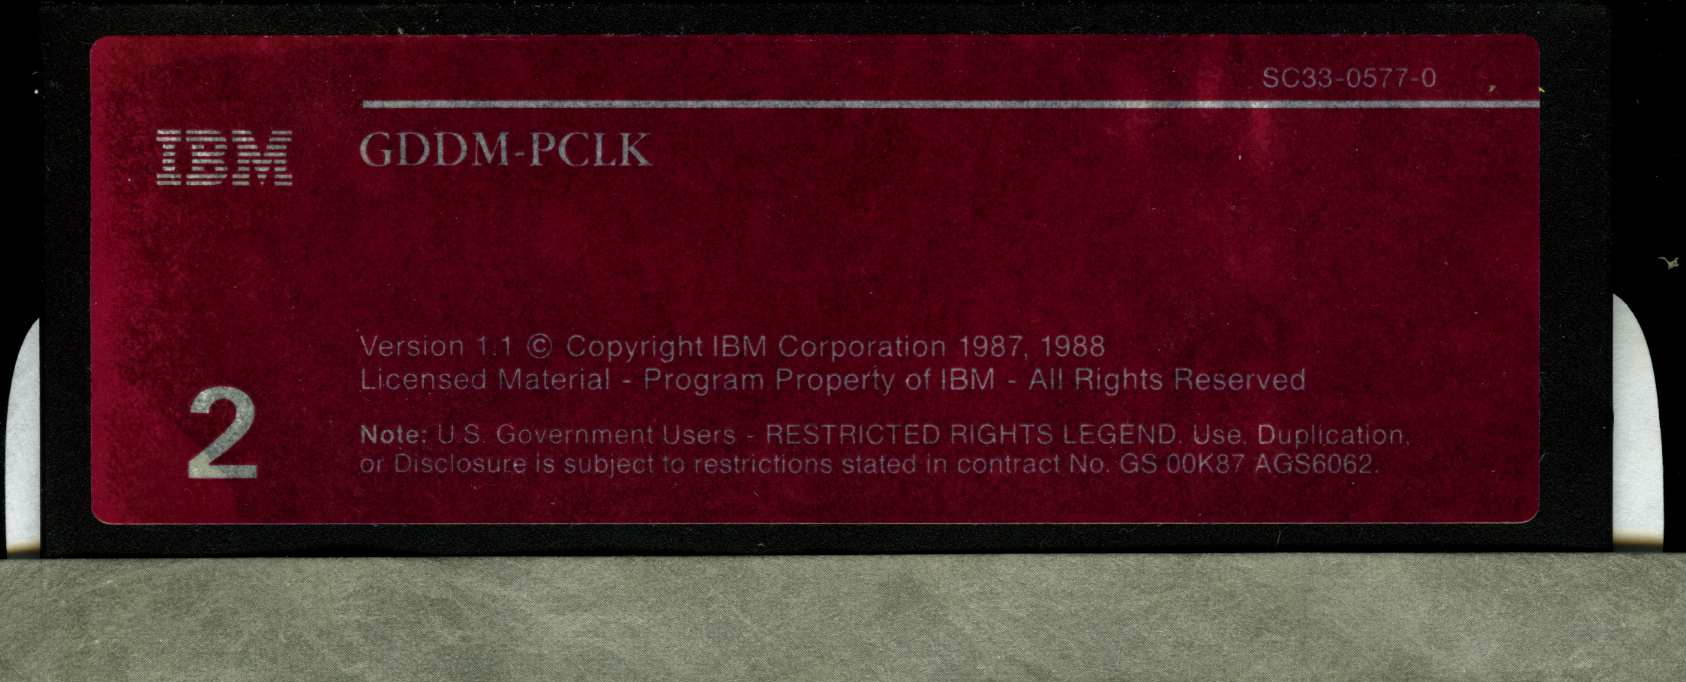 SC33-0577-0
IBM
GDDM-PCLK
Version 1.1 © Copyright IBM Corporation 1987, 1988
Licensed Material - Program Property of IBM - All Rights Reserved
2
Note: U.S. Government Users - RESTRICTED RIGHTS LEGEND. Use, Duplication,
or Disclosure is subject to restrictions stated in contract No. GS 00K87 AGS6062.